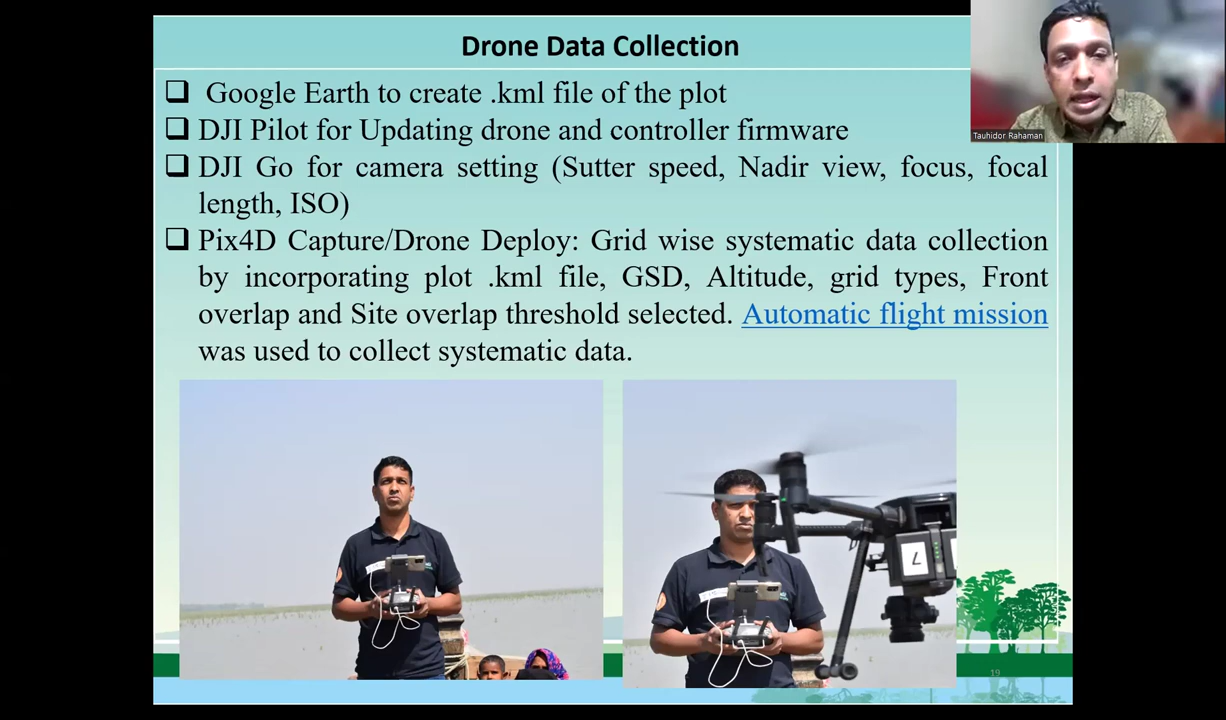 Drone Data Collection
Google Earth to create .kml file of the plot
DJI Pilot for Updating drone and controller firmware
DJI Go for camera setting (Sutter speed, Nadir view, focus, focal
length, ISO)
Pix4D Capture/Drone Deploy: Grid wise systematic data collection
by incorporating plot .kml file, GSD, Altitude, grid types, Front
overlap and Site overlap threshold selected. Automatic flight mission
was used to collect systematic data.
Tauhidor Rahaman
7
19